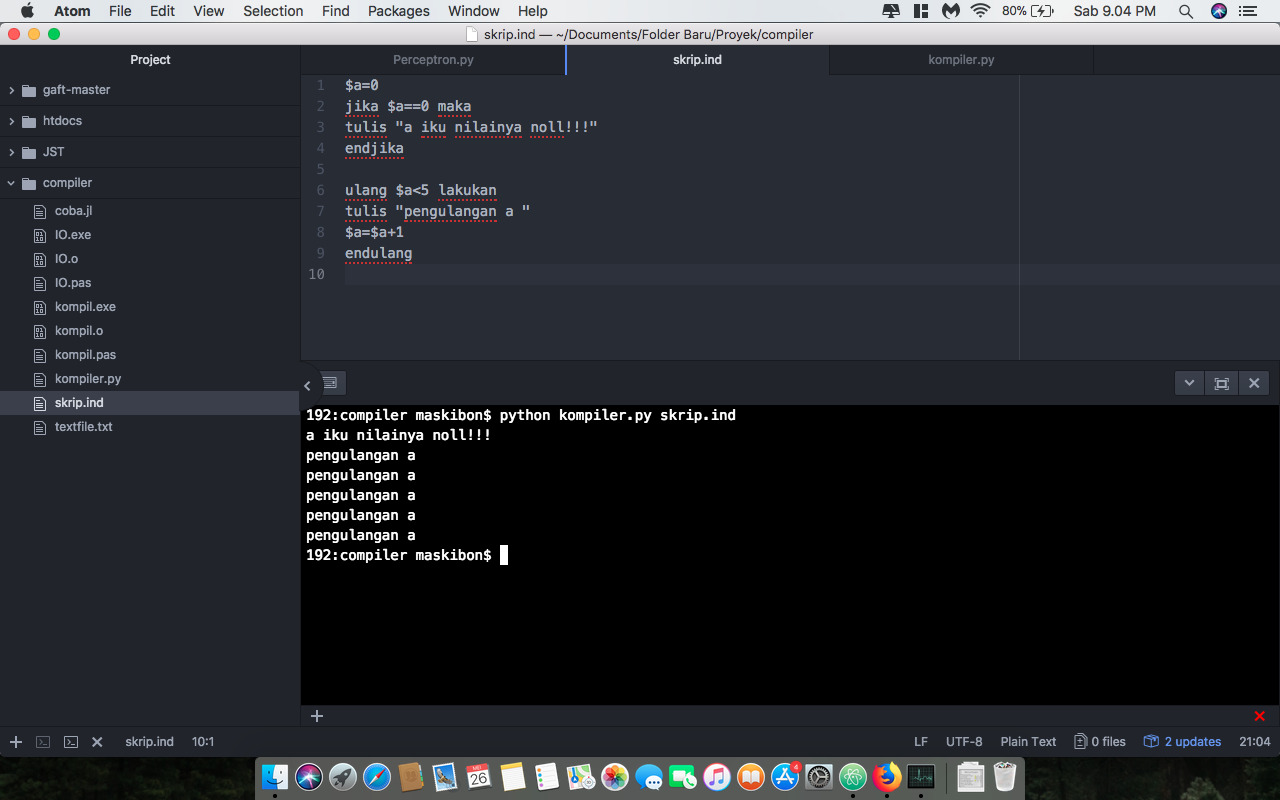 Atom File Edit View Selection Find Packages Window Help 80% Sab 9.04 PM
skrip.ind — ~/Documents/Folder Baru/Proyek/compiler
Project
Perceptron.py skrip.ind kompiler.py
gaft-master
htdocs
JST
compiler
coba.jl
IO.exe
IO.o
IO.pas
kompil.exe
kompil.o
kompil.pas
kompiler.py
skrip.ind
textfile.txt
1 $a=0
2 jika $a==0 maka
3 tulis "a iku nilainya noll!!!"
4 endjika
5
6 ulang $a<5 lakukan
7 tulis "pengulangan a "
8 $a=$a+1
9 endulang
10
192:compiler maskibon$ python kompiler.py skrip.ind
a iku nilainya noll!!!
pengulangan a
pengulangan a
pengulangan a
pengulangan a
pengulangan a
192:compiler maskibon$
skrip.ind 10:1 LF UTF-8 Plain Text 0 files 2 updates 21:04
26
4